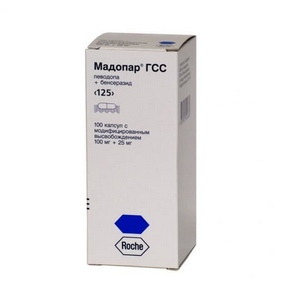 Мадопар® ГСС
леводопа
+ бенсеразид
‹125›
100 капсул с
модифицированным
высвобождением
100 мг + 25 мг
Roche